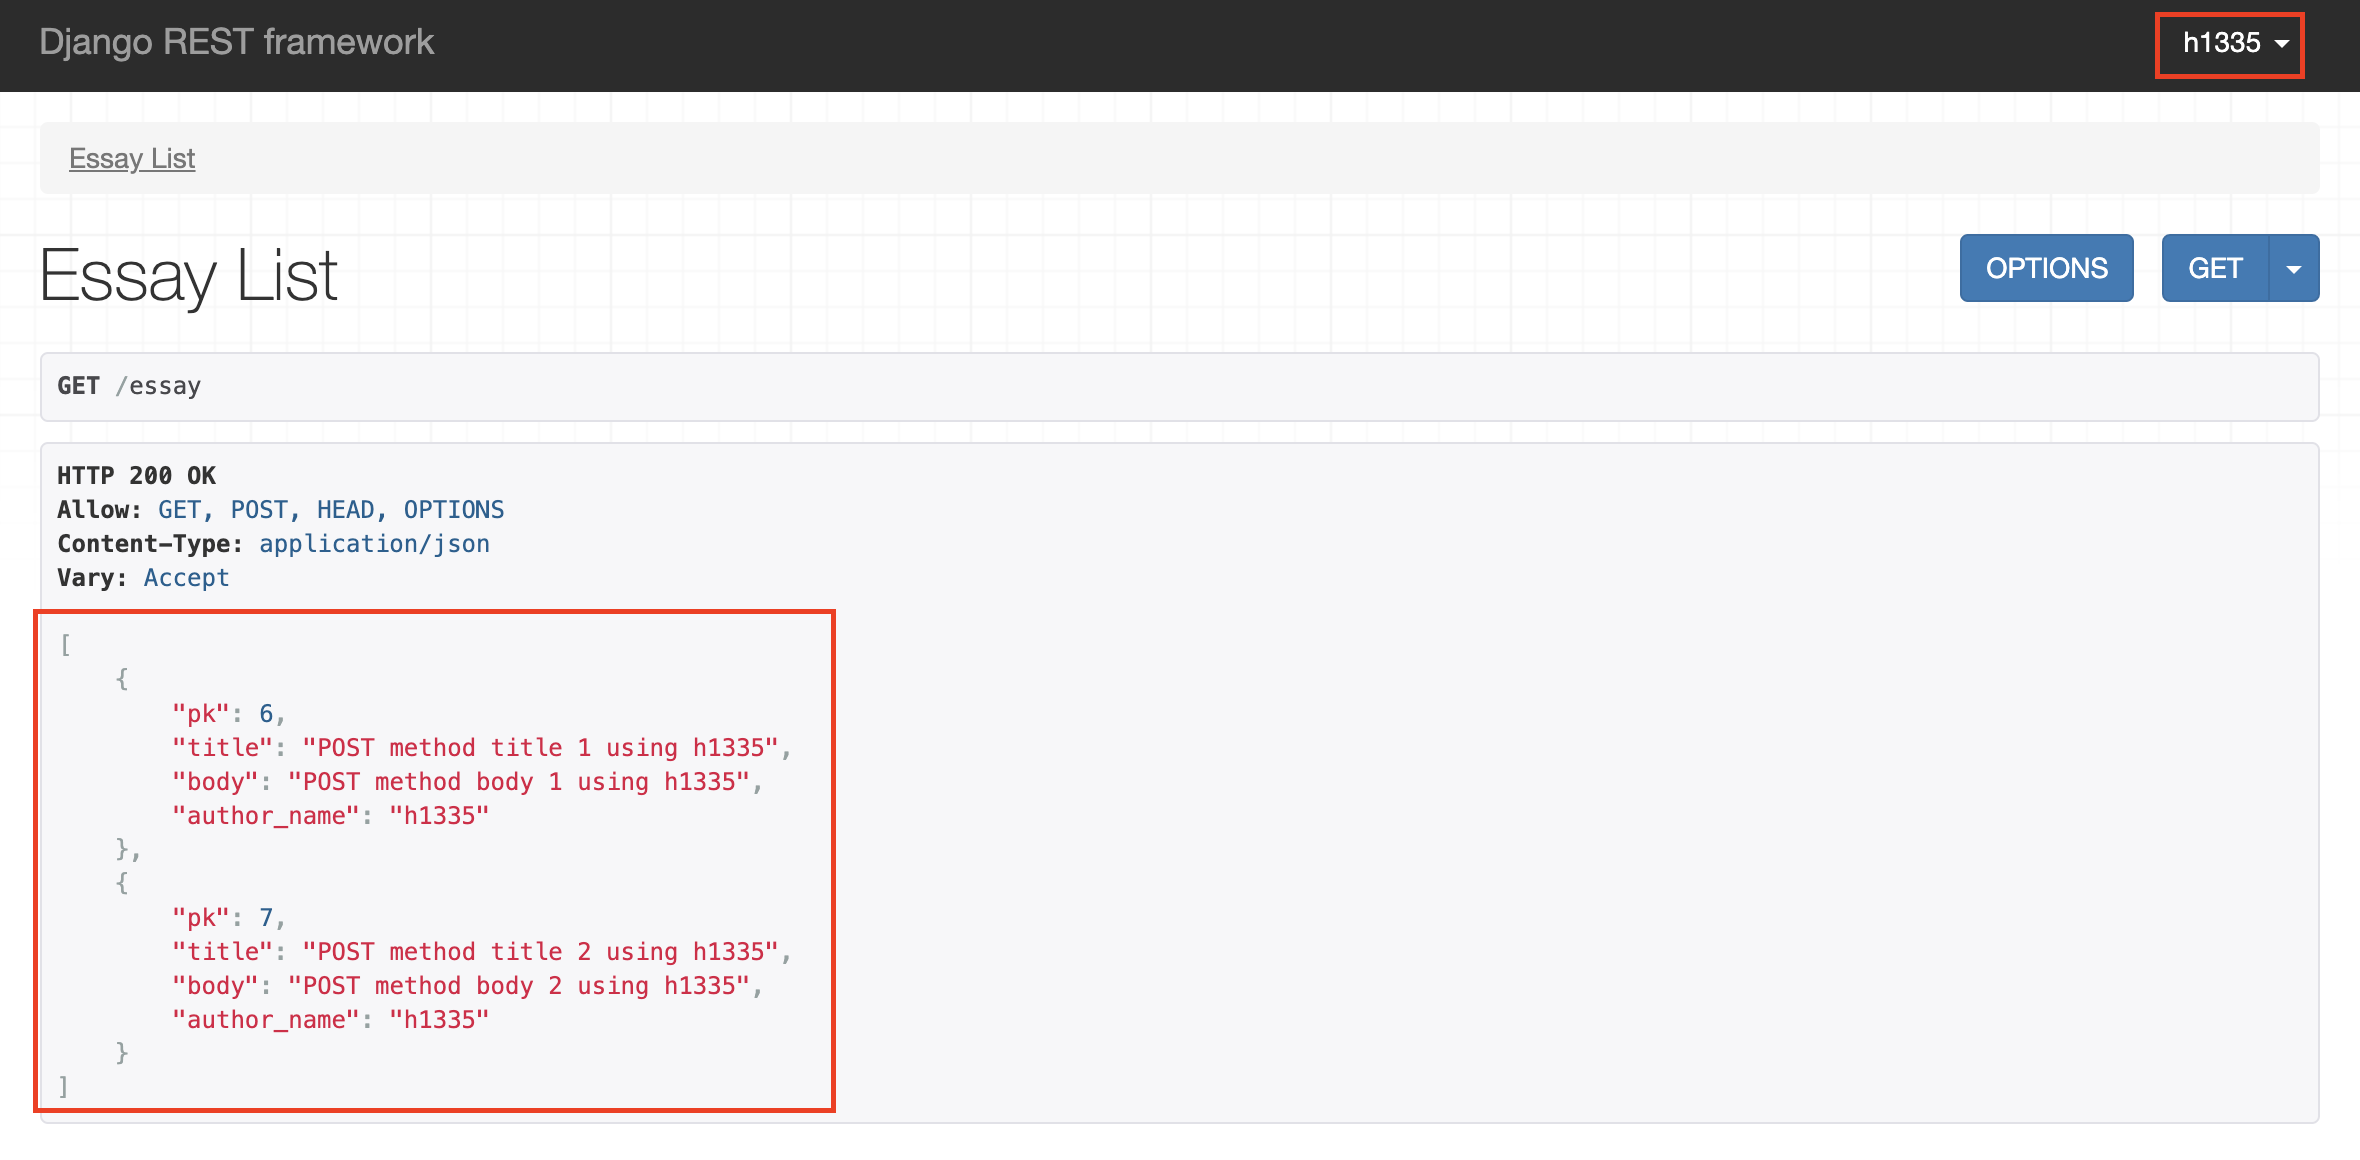 Django REST framework
h1335
Essay List
Essay List
OPTIONS
GET
GET /essay
HTTP 200 OK
Allow: GET, POST, HEAD, OPTIONS
Content-Type: application/json
Vary: Accept
[
    {
        "pk": 6,
        "title": "POST method title 1 using h1335",
        "body": "POST method body 1 using h1335",
        "author_name": "h1335"
    },
    {
        "pk": 7,
        "title": "POST method title 2 using h1335",
        "body": "POST method body 2 using h1335",
        "author_name": "h1335"
    }
]